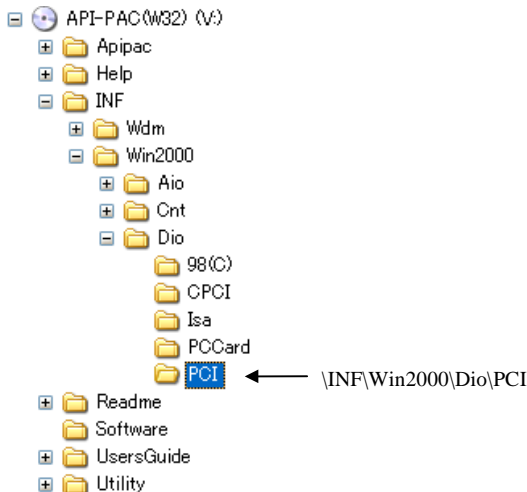 API-PAC(W32) (V:)
Apipac
Help
INF
Wdm
Win2000
Aio
Cnt
Dio
98(C)
CPCI
Isa
PCCard
PCI
\INF\Win2000\Dio\PCI
Readme
Software
UsersGuide
Utility